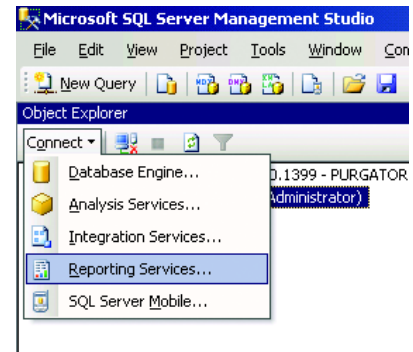 Microsoft SQL Server Management Studio
File Edit View Project Tools Window
New Query
Object Explorer
Connect
Database Engine... 0.1399 - PURGATOR
Analysis Services... Administrator)
Integration Services...
Reporting Services...
SQL Server Mobile...